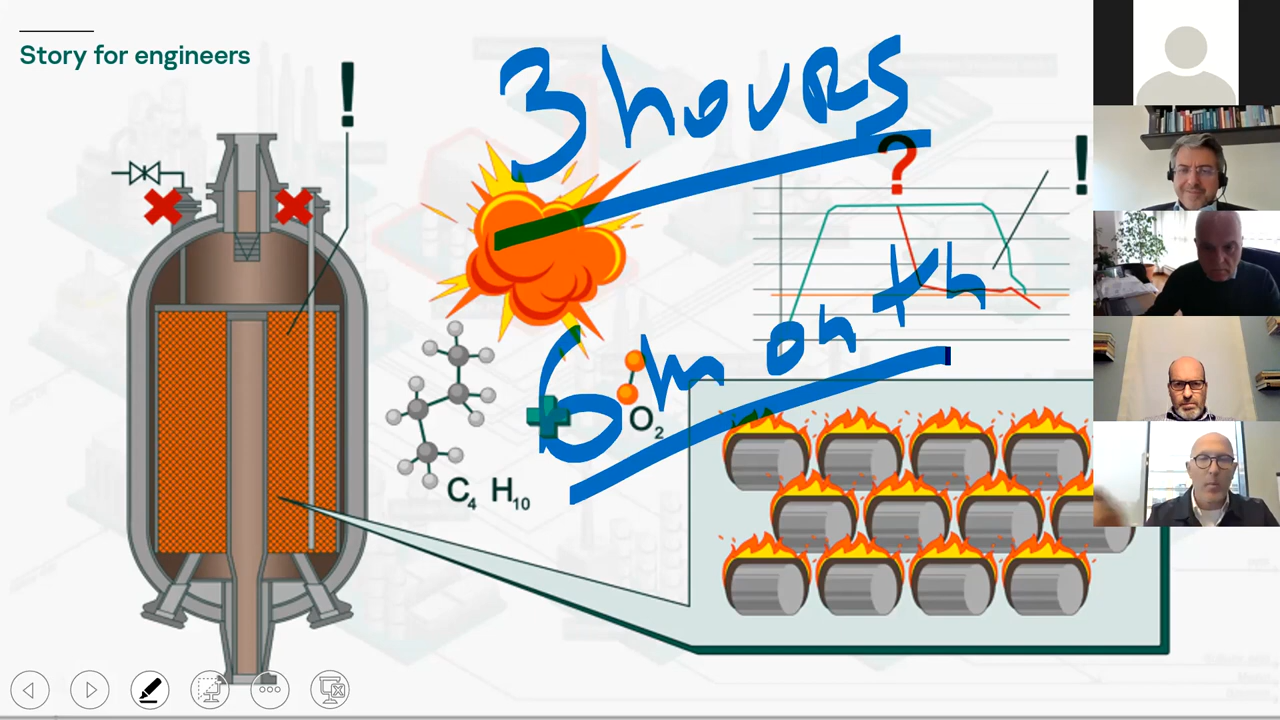 Story for engineers
!
3 hours
?
!
6 month
O2
C4 H10